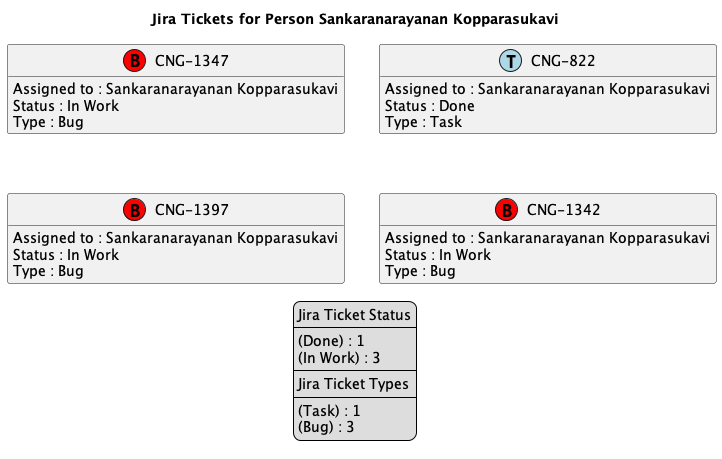 Jira Tickets for Person Sankaranarayanan Kopparasukavi
B CNG-1347
Assigned to : Sankaranarayanan Kopparasukavi
Status : In Work
Type : Bug
T CNG-822
Assigned to : Sankaranarayanan Kopparasukavi
Status : Done
Type : Task
B CNG-1397
Assigned to : Sankaranarayanan Kopparasukavi
Status : In Work
Type : Bug
B CNG-1342
Assigned to : Sankaranarayanan Kopparasukavi
Status : In Work
Type : Bug
Jira Ticket Status
(Done) : 1
(In Work) : 3
Jira Ticket Types
(Task) : 1
(Bug) : 3